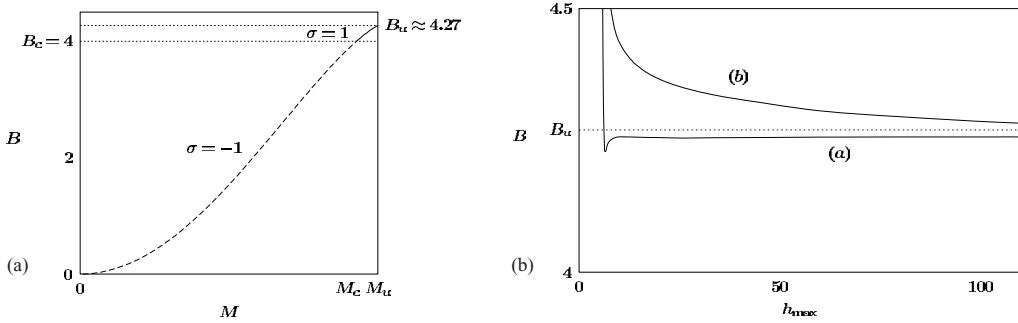 B_c = 4
σ = 1
B_u ≈ 4.27
B
σ = −1
2
(a)
0
0
M_c M_u
M
4.5
(b)
B
B_u
(a)
(b)
4
0
50
100
h_max